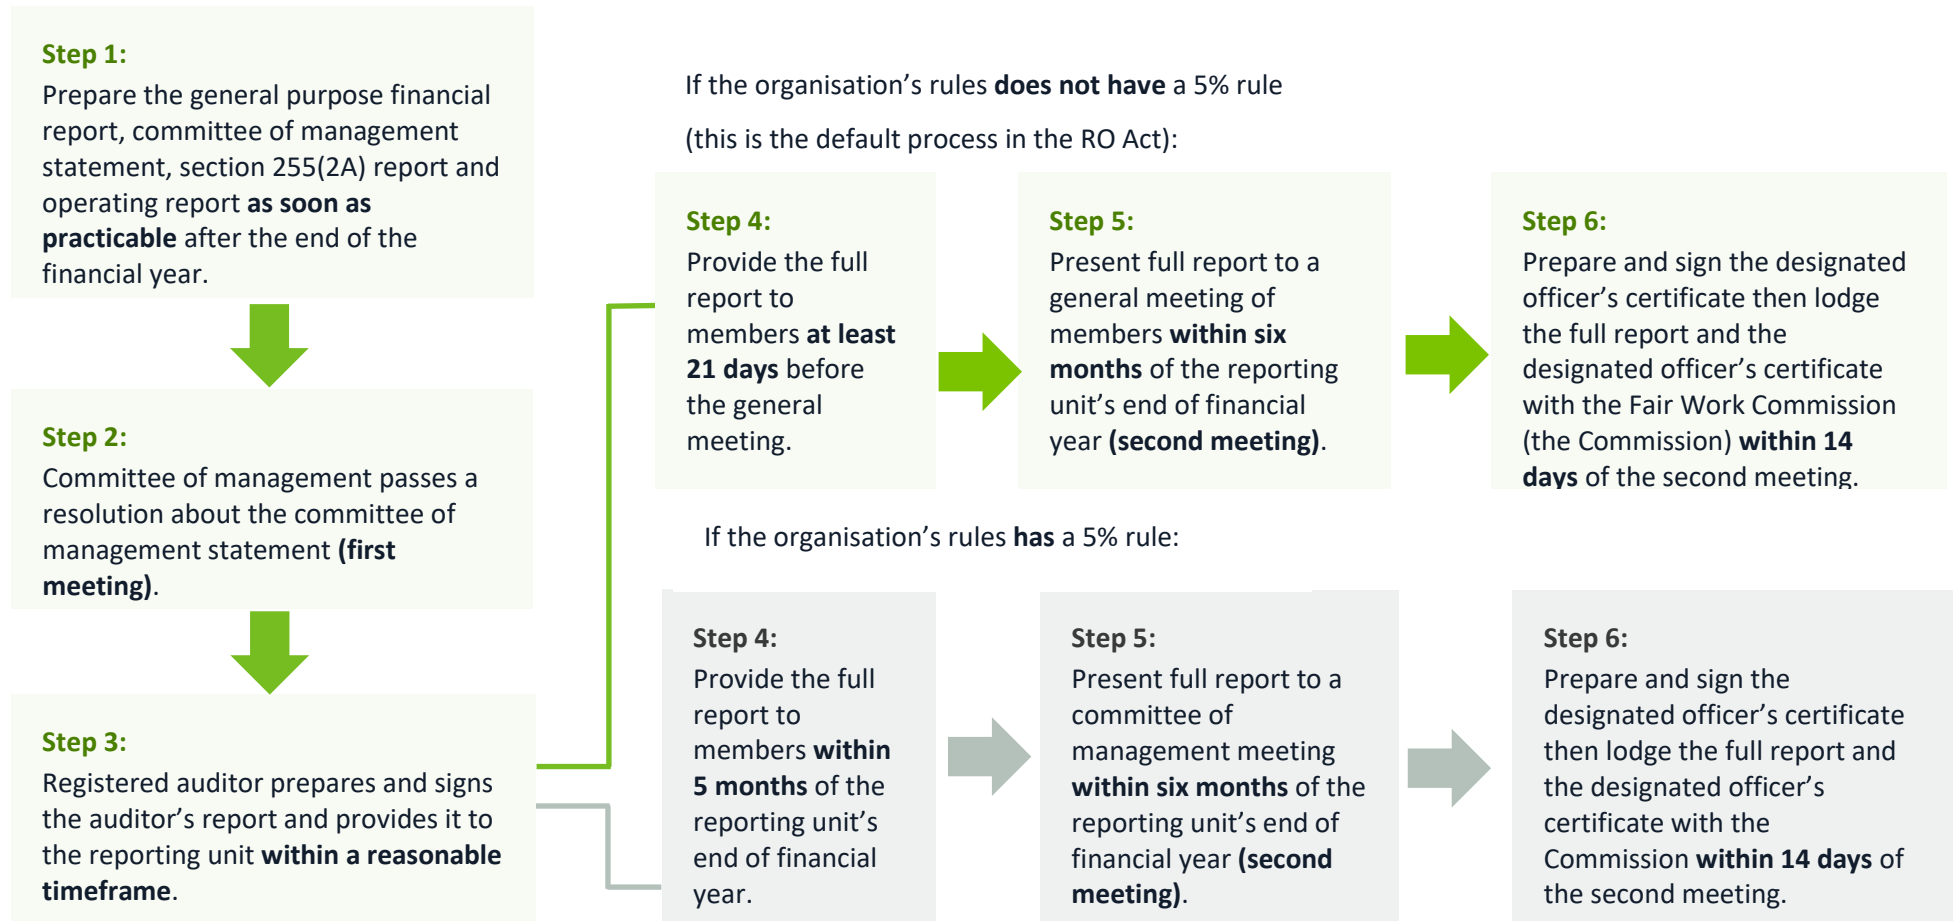 Step 1:
Prepare the general purpose financial
report, committee of management
statement, section 255(2A) report and
operating report as soon as
practicable after the end of the
financial year.
Step 2:
Committee of management passes a
resolution about the committee of
management statement (first
meeting).
Step 3:
Registered auditor prepares and signs
the auditor’s report and provides it to
the reporting unit within a reasonable
timeframe.
If the organisation’s rules does not have a 5% rule
(this is the default process in the RO Act):
Step 4:
Provide the full
report to
members at least
21 days before
the general
meeting.
Step 5:
Present full report to a
general meeting of
members within six
months of the reporting
unit’s end of financial
year (second meeting).
Step 6:
Prepare and sign the designated
officer’s certificate then lodge
the full report and the
designated officer’s certificate
with the Fair Work Commission
(the Commission) within 14
days of the second meeting.
If the organisation’s rules has a 5% rule:
Step 4:
Provide the full
report to
members within
5 months of the
reporting unit’s
end of financial
year.
Step 5:
Present full report to a
committee of
management meeting
within six months of the
reporting unit’s end of
financial year (second
meeting).
Step 6:
Prepare and sign the
designated officer’s certificate
then lodge the full report and
the designated officer’s
certificate with the
Commission within 14 days of
the second meeting.